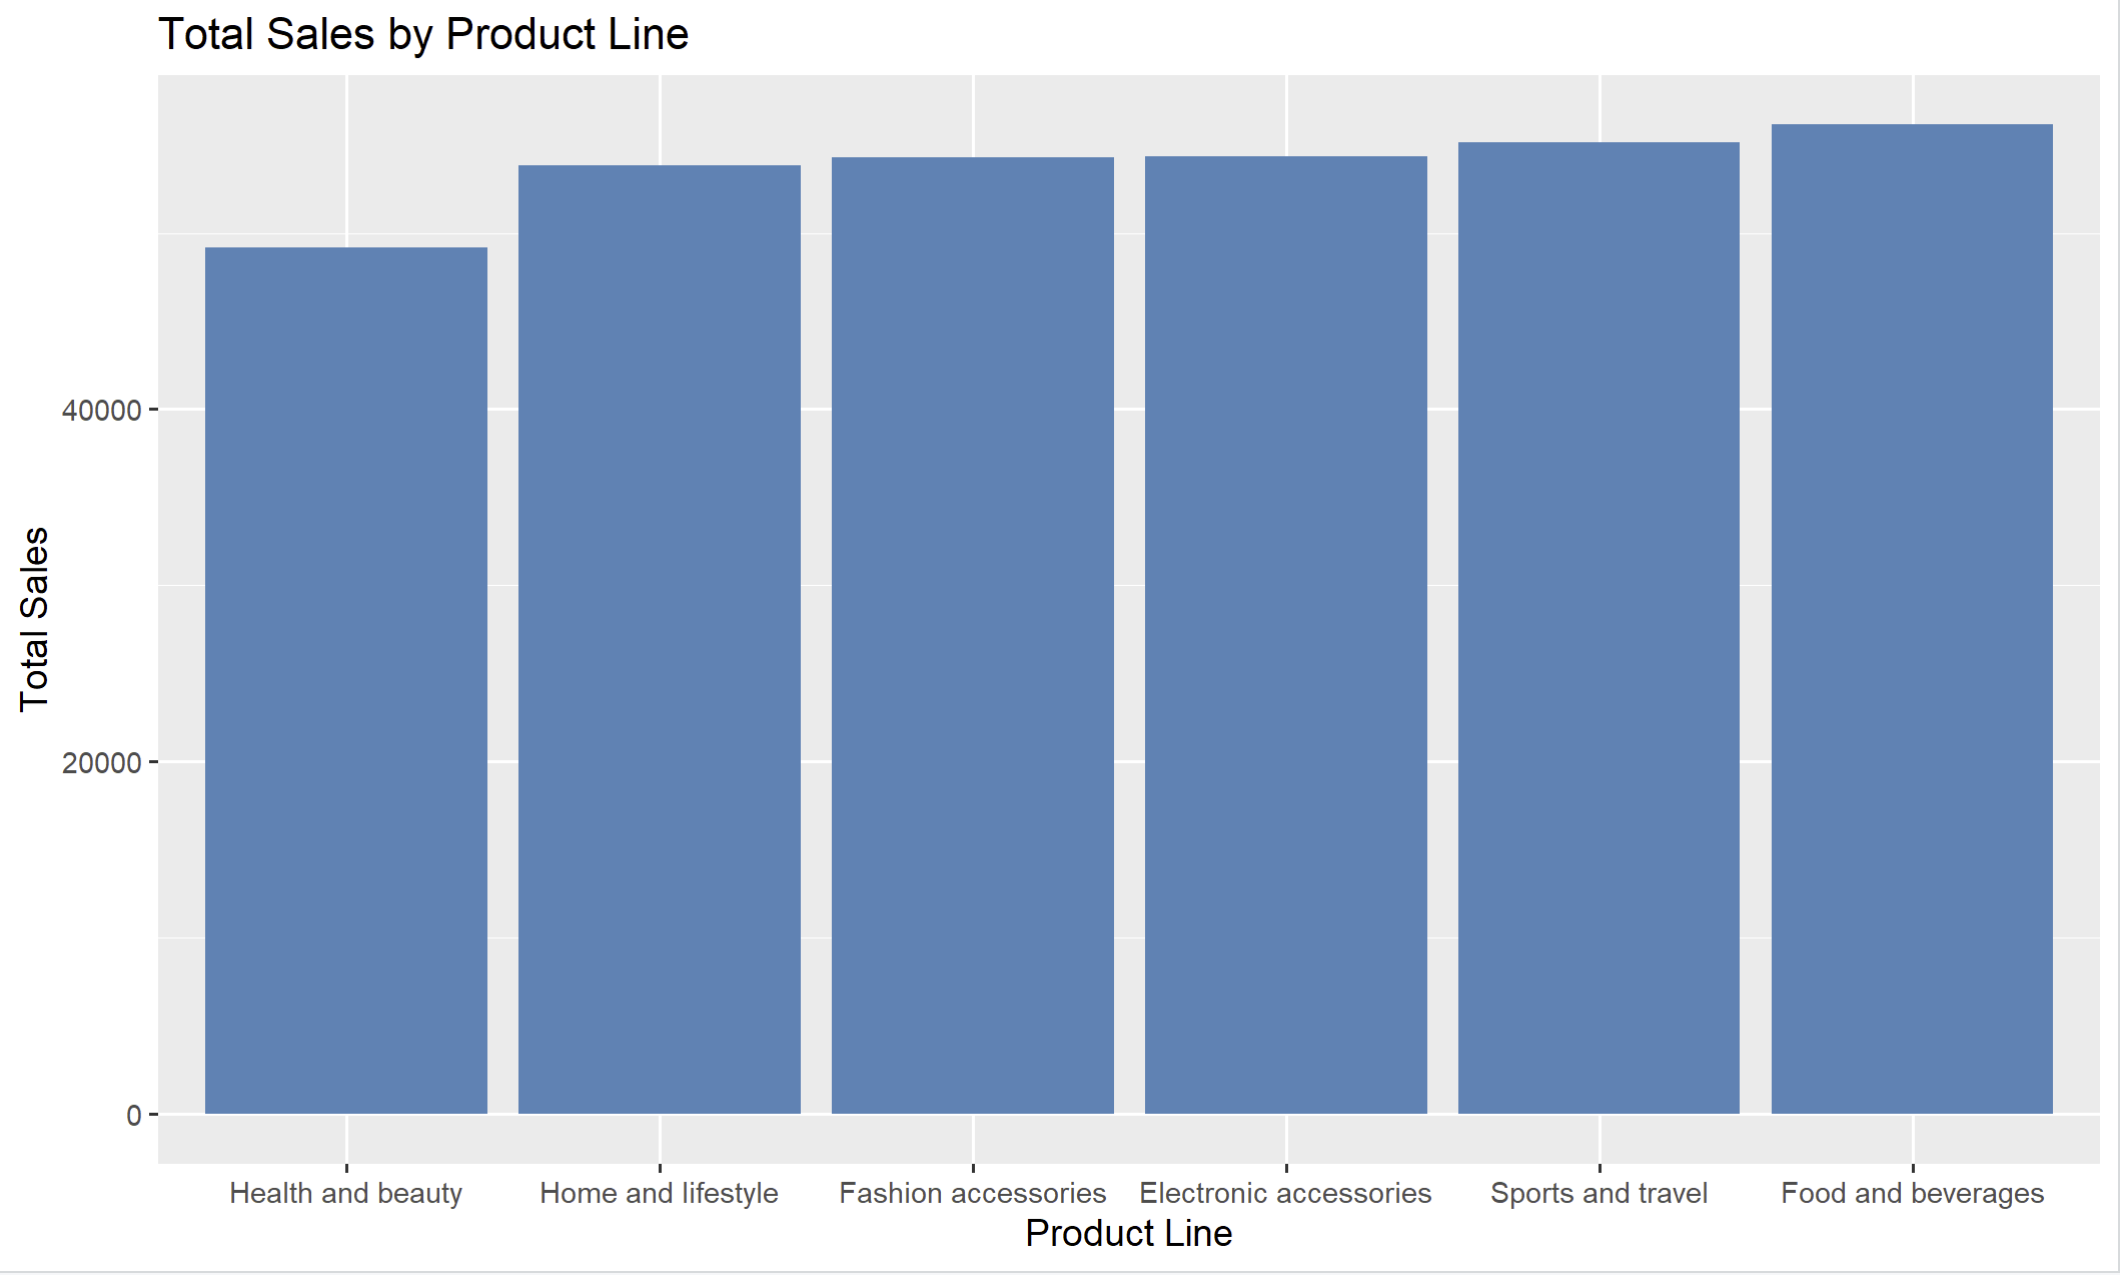 Total Sales by Product Line
Total Sales
40000
20000
0
Health and beauty Home and lifestyle Fashion accessories Electronic accessories Sports and travel Food and beverages
Product Line